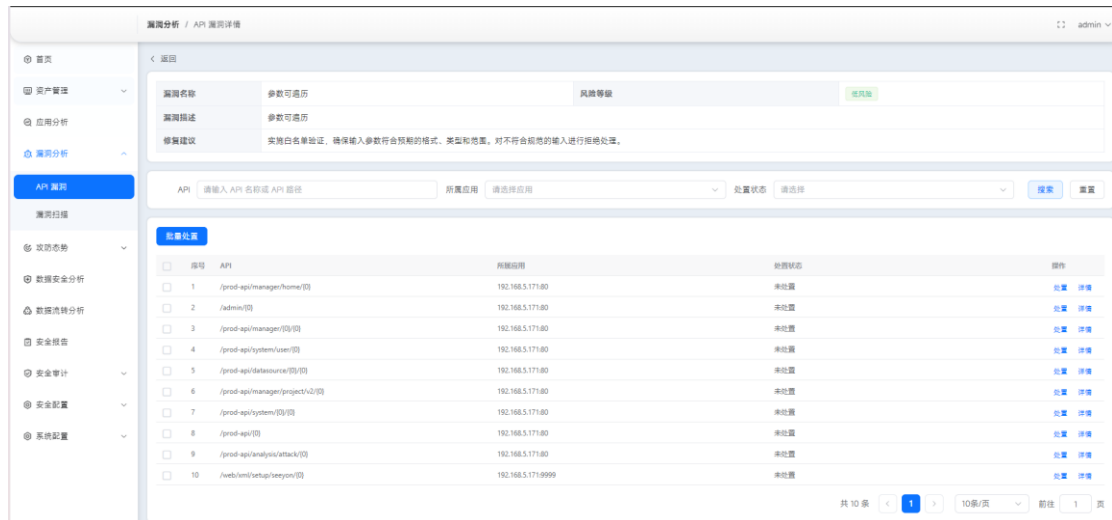 漏洞分析 / API 漏洞详情 admin
首页
资产管理
应用分析
漏洞分析
API 漏洞
漏洞扫描
攻防态势
数据安全分析
数据流转分析
安全报告
安全审计
安全配置
系统配置
< 返回
漏洞名称 参数可遍历 风险等级 低风险
漏洞描述 参数可遍历
修复建议 实施白名单验证，确保输入参数符合预期的格式、类型和范围。对不符合规范的输入进行拒绝处理。
API 请输入 API 名称或 API 路径 所属应用 请选择应用 处置状态 请选择 搜索 重置
批量处置
序号 API 所属应用 处置状态 操作
1 /prod-api/manager/home/{0} 192.168.5.171:80 未处置 处置 详情
2 /admin/{0} 192.168.5.171:80 未处置 处置 详情
3 /prod-api/manager/{0}/{0} 192.168.5.171:80 未处置 处置 详情
4 /prod-api/system/user/{0} 192.168.5.171:80 未处置 处置 详情
5 /prod-api/datasource/{0}/{0} 192.168.5.171:80 未处置 处置 详情
6 /prod-api/manager/project/v2/{0} 192.168.5.171:80 未处置 处置 详情
7 /prod-api/system/{0}/{0} 192.168.5.171:80 未处置 处置 详情
8 /prod-api/{0} 192.168.5.171:80 未处置 处置 详情
9 /prod-api/analysis/attack/{0} 192.168.5.171:80 未处置 处置 详情
10 /web/xml/setup/seeyon/{0} 192.168.5.171:9999 未处置 处置 详情
共 10 条 < 1 > 10条/页 前往 1 页